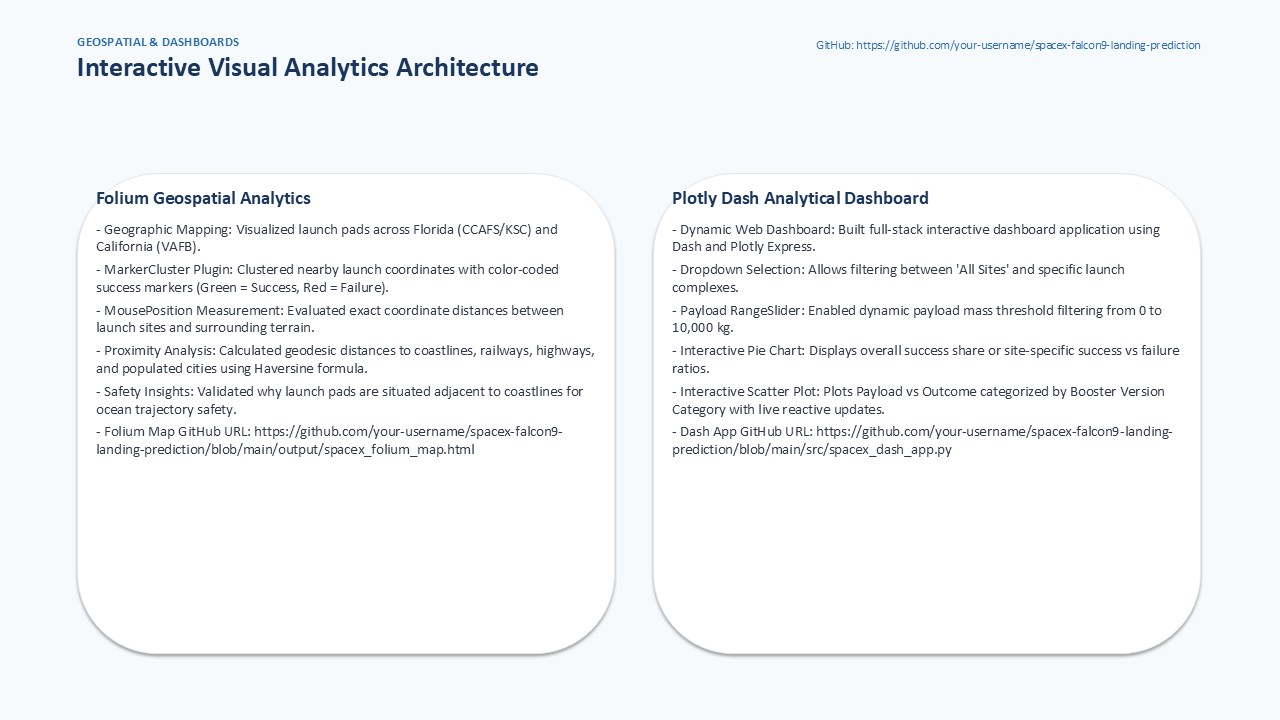 GEOSPATIAL & DASHBOARDS
GitHub: https://github.com/your-username/spacex-falcon9-landing-prediction
Interactive Visual Analytics Architecture
Folium Geospatial Analytics
- Geographic Mapping: Visualized launch pads across Florida (CCAFS/KSC) and
California (VAFB).
- MarkerCluster Plugin: Clustered nearby launch coordinates with color-coded
success markers (Green = Success, Red = Failure).
- MousePosition Measurement: Evaluated exact coordinate distances between
launch sites and surrounding terrain.
- Proximity Analysis: Calculated geodesic distances to coastlines, railways, highways,
and populated cities using Haversine formula.
- Safety Insights: Validated why launch pads are situated adjacent to coastlines for
ocean trajectory safety.
- Folium Map GitHub URL: https://github.com/your-username/spacex-falcon9-
landing-prediction/blob/main/output/spacex_folium_map.html
Plotly Dash Analytical Dashboard
- Dynamic Web Dashboard: Built full-stack interactive dashboard application using
Dash and Plotly Express.
- Dropdown Selection: Allows filtering between 'All Sites' and specific launch
complexes.
- Payload RangeSlider: Enabled dynamic payload mass threshold filtering from 0 to
10,000 kg.
- Interactive Pie Chart: Displays overall success share or site-specific success vs failure
ratios.
- Interactive Scatter Plot: Plots Payload vs Outcome categorized by Booster Version
Category with live reactive updates.
- Dash App GitHub URL: https://github.com/your-username/spacex-falcon9-landing-
prediction/blob/main/src/spacex_dash_app.py